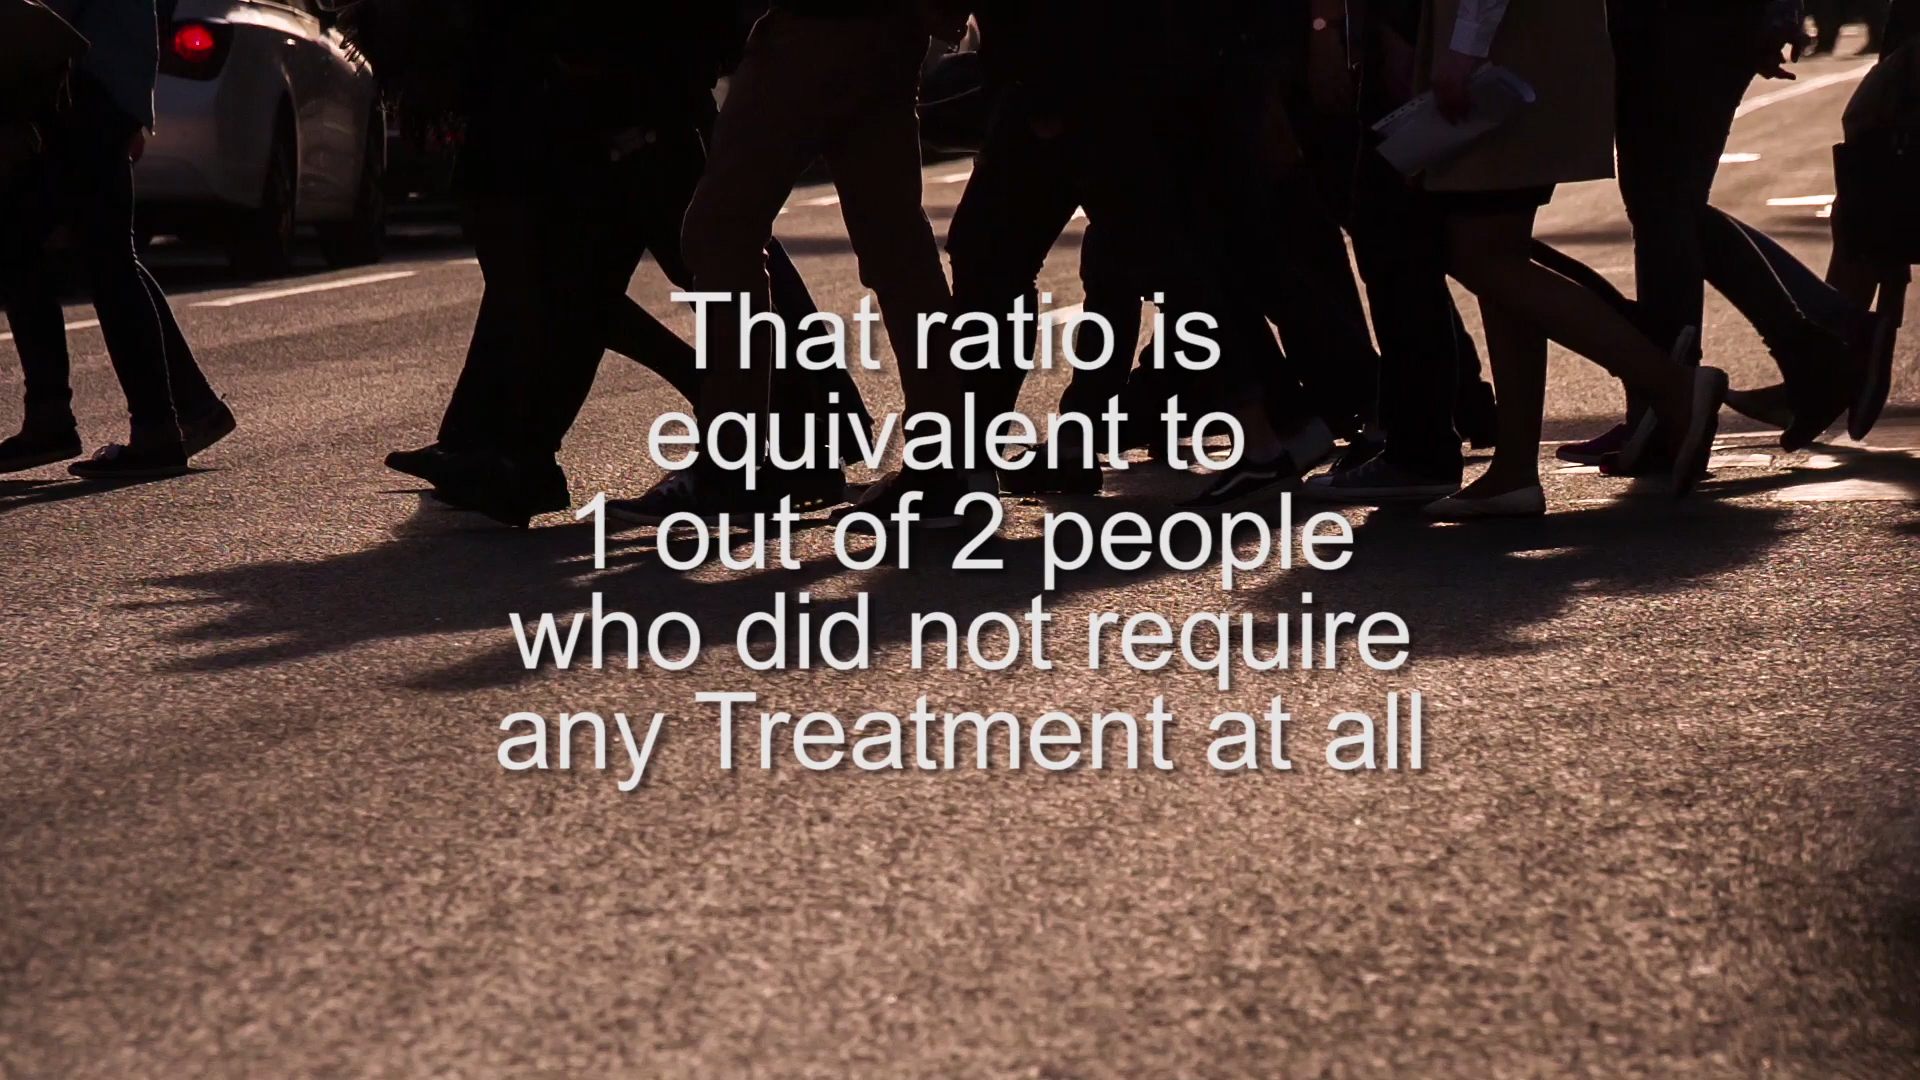 That ratio is
equivalent to
1 out of 2 people
who did not require
any Treatment at all